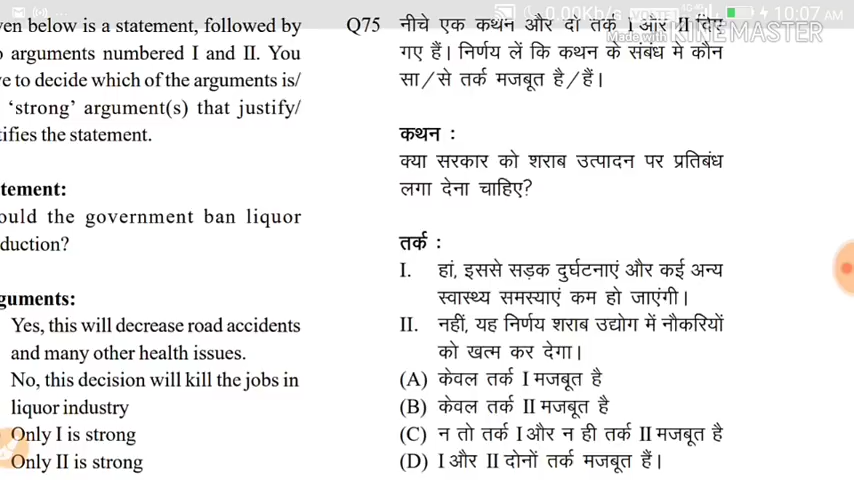 0.00KB/s
VoLTE
10:07 AM
Made with KINEMASTER
ven below is a statement, followed by
o arguments numbered I and II. You
ve to decide which of the arguments is/
‘strong’ argument(s) that justify/
tifies the statement.
tement:
ould the government ban liquor
duction?
guments:
Yes, this will decrease road accidents
and many other health issues.
No, this decision will kill the jobs in
liquor industry
Only I is strong
Only II is strong
Q75 नीचे एक कथन और दो तर्क I और II दिए
गए हैं। निर्णय लें कि कथन के संबंध मे कौन
सा/से तर्क मजबूत है/हैं।
कथन :
क्या सरकार को शराब उत्पादन पर प्रतिबंध
लगा देना चाहिए?
तर्क :
I. हां, इससे सड़क दुर्घटनाएं और कई अन्य
स्वास्थ्य समस्याएं कम हो जाएंगी।
II. नहीं, यह निर्णय शराब उद्योग में नौकरियों
को खत्म कर देगा।
(A) केवल तर्क I मजबूत है
(B) केवल तर्क II मजबूत है
(C) न तो तर्क I और न ही तर्क II मजबूत है
(D) I और II दोनों तर्क मजबूत हैं।